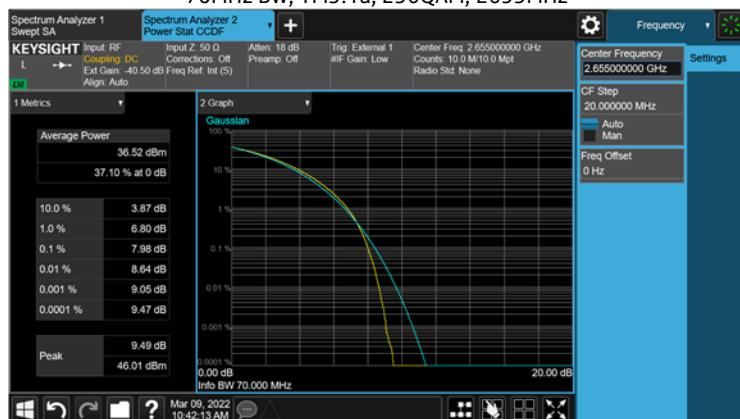 70MHz BW, TM3.1a, 256QAM, 2655MHz
Spectrum Analyzer 1
Swept SA
Spectrum Analyzer 2
Power Stat CCDF
Frequency
KEYSIGHT
L
LXI
Input: RF
Coupling: DC
Ext Gain: -40.50 dB
Align: Auto
Input Z: 50 Ω
Corrections: Off
Freq Ref: Int (S)
Atten: 18 dB
Preamp: Off
Trig: External 1
#IF Gain: Low
Center Freq: 2.655000000 GHz
Counts: 10.0 M/10.0 Mpt
Radio Std: None
Center Frequency
2.655000000 GHz
Settings
CF Step
20.000000 MHz
Auto
Man
Freq Offset
0 Hz
1 Metrics
Average Power
36.52 dBm
37.10 % at 0 dB
10.0 % 3.87 dB
1.0 % 6.80 dB
0.1 % 7.98 dB
0.01 % 8.64 dB
0.001 % 9.05 dB
0.0001 % 9.47 dB
Peak
9.49 dB
46.01 dBm
2 Graph
Gaussian
100 %
10 %
1 %
0.1 %
0.01 %
0.001 %
0.0001 %
0.00 dB
20.00 dB
Info BW 70.000 MHz
?
Mar 09, 2022
10:42:13 AM